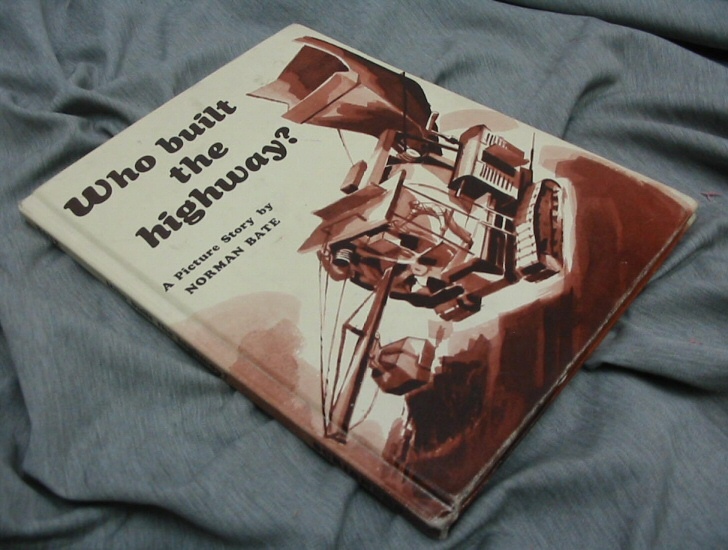 Who built
the
highway?
A Picture Story by
NORMAN BATE